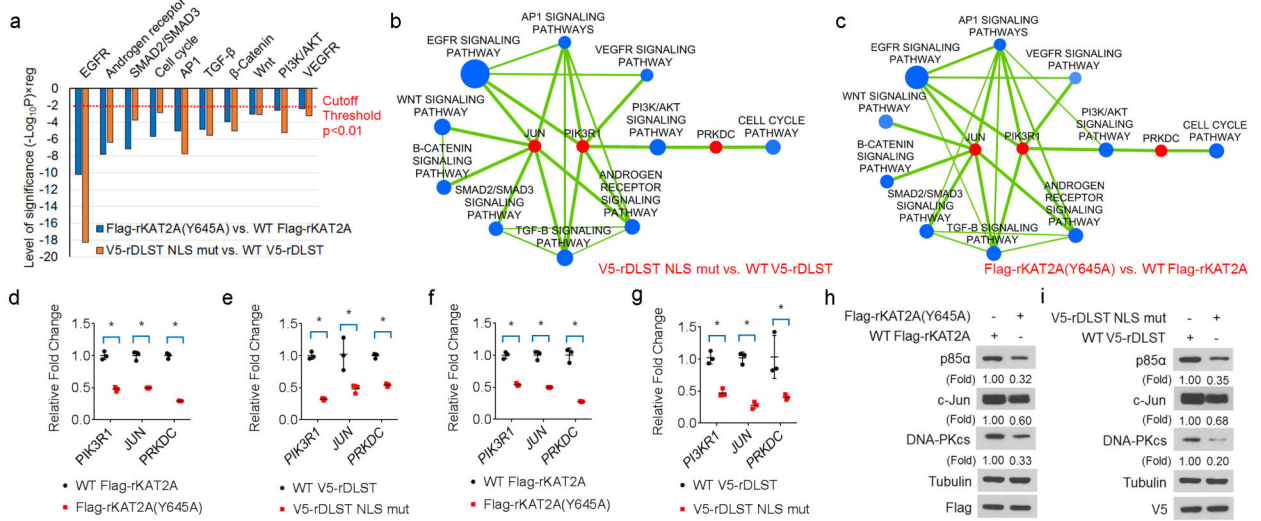 a
EGFR
Androgen receptor
SMAD2/SMAD3
Cell cycle
AP1
TGF-β
β-Catenin
Wnt
PI3K/AKT
VEGFR
Level of significance (-Log10P)×reg
0
-2
-4
-6
-8
-10
-12
-14
-16
-18
-20
Cutoff
Threshold
p<0.01
Flag-rKAT2A(Y645A) vs. WT Flag-rKAT2A
V5-rDLST NLS mut vs. WT V5-rDLST
b
AP1 SIGNALING
PATHWAYS
EGFR SIGNALING
PATHWAY
VEGFR SIGNALING
PATHWAY
WNT SIGNALING
PATHWAY
PI3K/AKT
SIGNALING
PATHWAY
CELL CYCLE
PATHWAY
JUN
PIK3R1
PRKDC
B-CATENIN
SIGNALING
PATHWAY
SMAD2/SMAD3
SIGNALING
PATHWAY
ANDROGEN
RECEPTOR
SIGNALING
PATHWAY
TGF-B SIGNALING
PATHWAY
V5-rDLST NLS mut vs. WT V5-rDLST
c
AP1 SIGNALING
PATHWAYS
EGFR SIGNALING
PATHWAY
VEGFR SIGNALING
PATHWAY
WNT SIGNALING
PATHWAY
PI3K/AKT
SIGNALING
PATHWAY
CELL CYCLE
PATHWAY
JUN
PIK3R1
PRKDC
B-CATENIN
SIGNALING
PATHWAY
SMAD2/SMAD3
SIGNALING
PATHWAY
ANDROGEN
RECEPTOR
SIGNALING
PATHWAY
TGF-B SIGNALING
PATHWAY
Flag-rKAT2A(Y645A) vs. WT Flag-rKAT2A
d
Relative Fold Change
1.5
1.0
0.5
0.0
* * *
PIK3R1
JUN
PRKDC
WT Flag-rKAT2A
Flag-rKAT2A(Y645A)
e
Relative Fold Change
1.5
1.0
0.5
0.0
* * *
PIK3R1
JUN
PRKDC
WT V5-rDLST
V5-rDLST NLS mut
f
Relative Fold Change
1.5
1.0
0.5
0.0
* * *
PIK3R1
JUN
PRKDC
WT Flag-rKAT2A
Flag-rKAT2A(Y645A)
g
Relative Fold Change
1.5
1.0
0.5
0.0
* * *
PI3KR1
JUN
PRKDC
WT V5-rDLST
V5-rDLST NLS mut
h
Flag-rKAT2A(Y645A) - +
WT Flag-rKAT2A + -
p85α
(Fold) 1.00 0.32
c-Jun
(Fold) 1.00 0.60
DNA-PKcs
(Fold) 1.00 0.33
Tubulin
Flag
i
V5-rDLST NLS mut - +
WT V5-rDLST + -
p85α
(Fold) 1.00 0.35
c-Jun
(Fold) 1.00 0.68
DNA-PKcs
(Fold) 1.00 0.20
Tubulin
V5